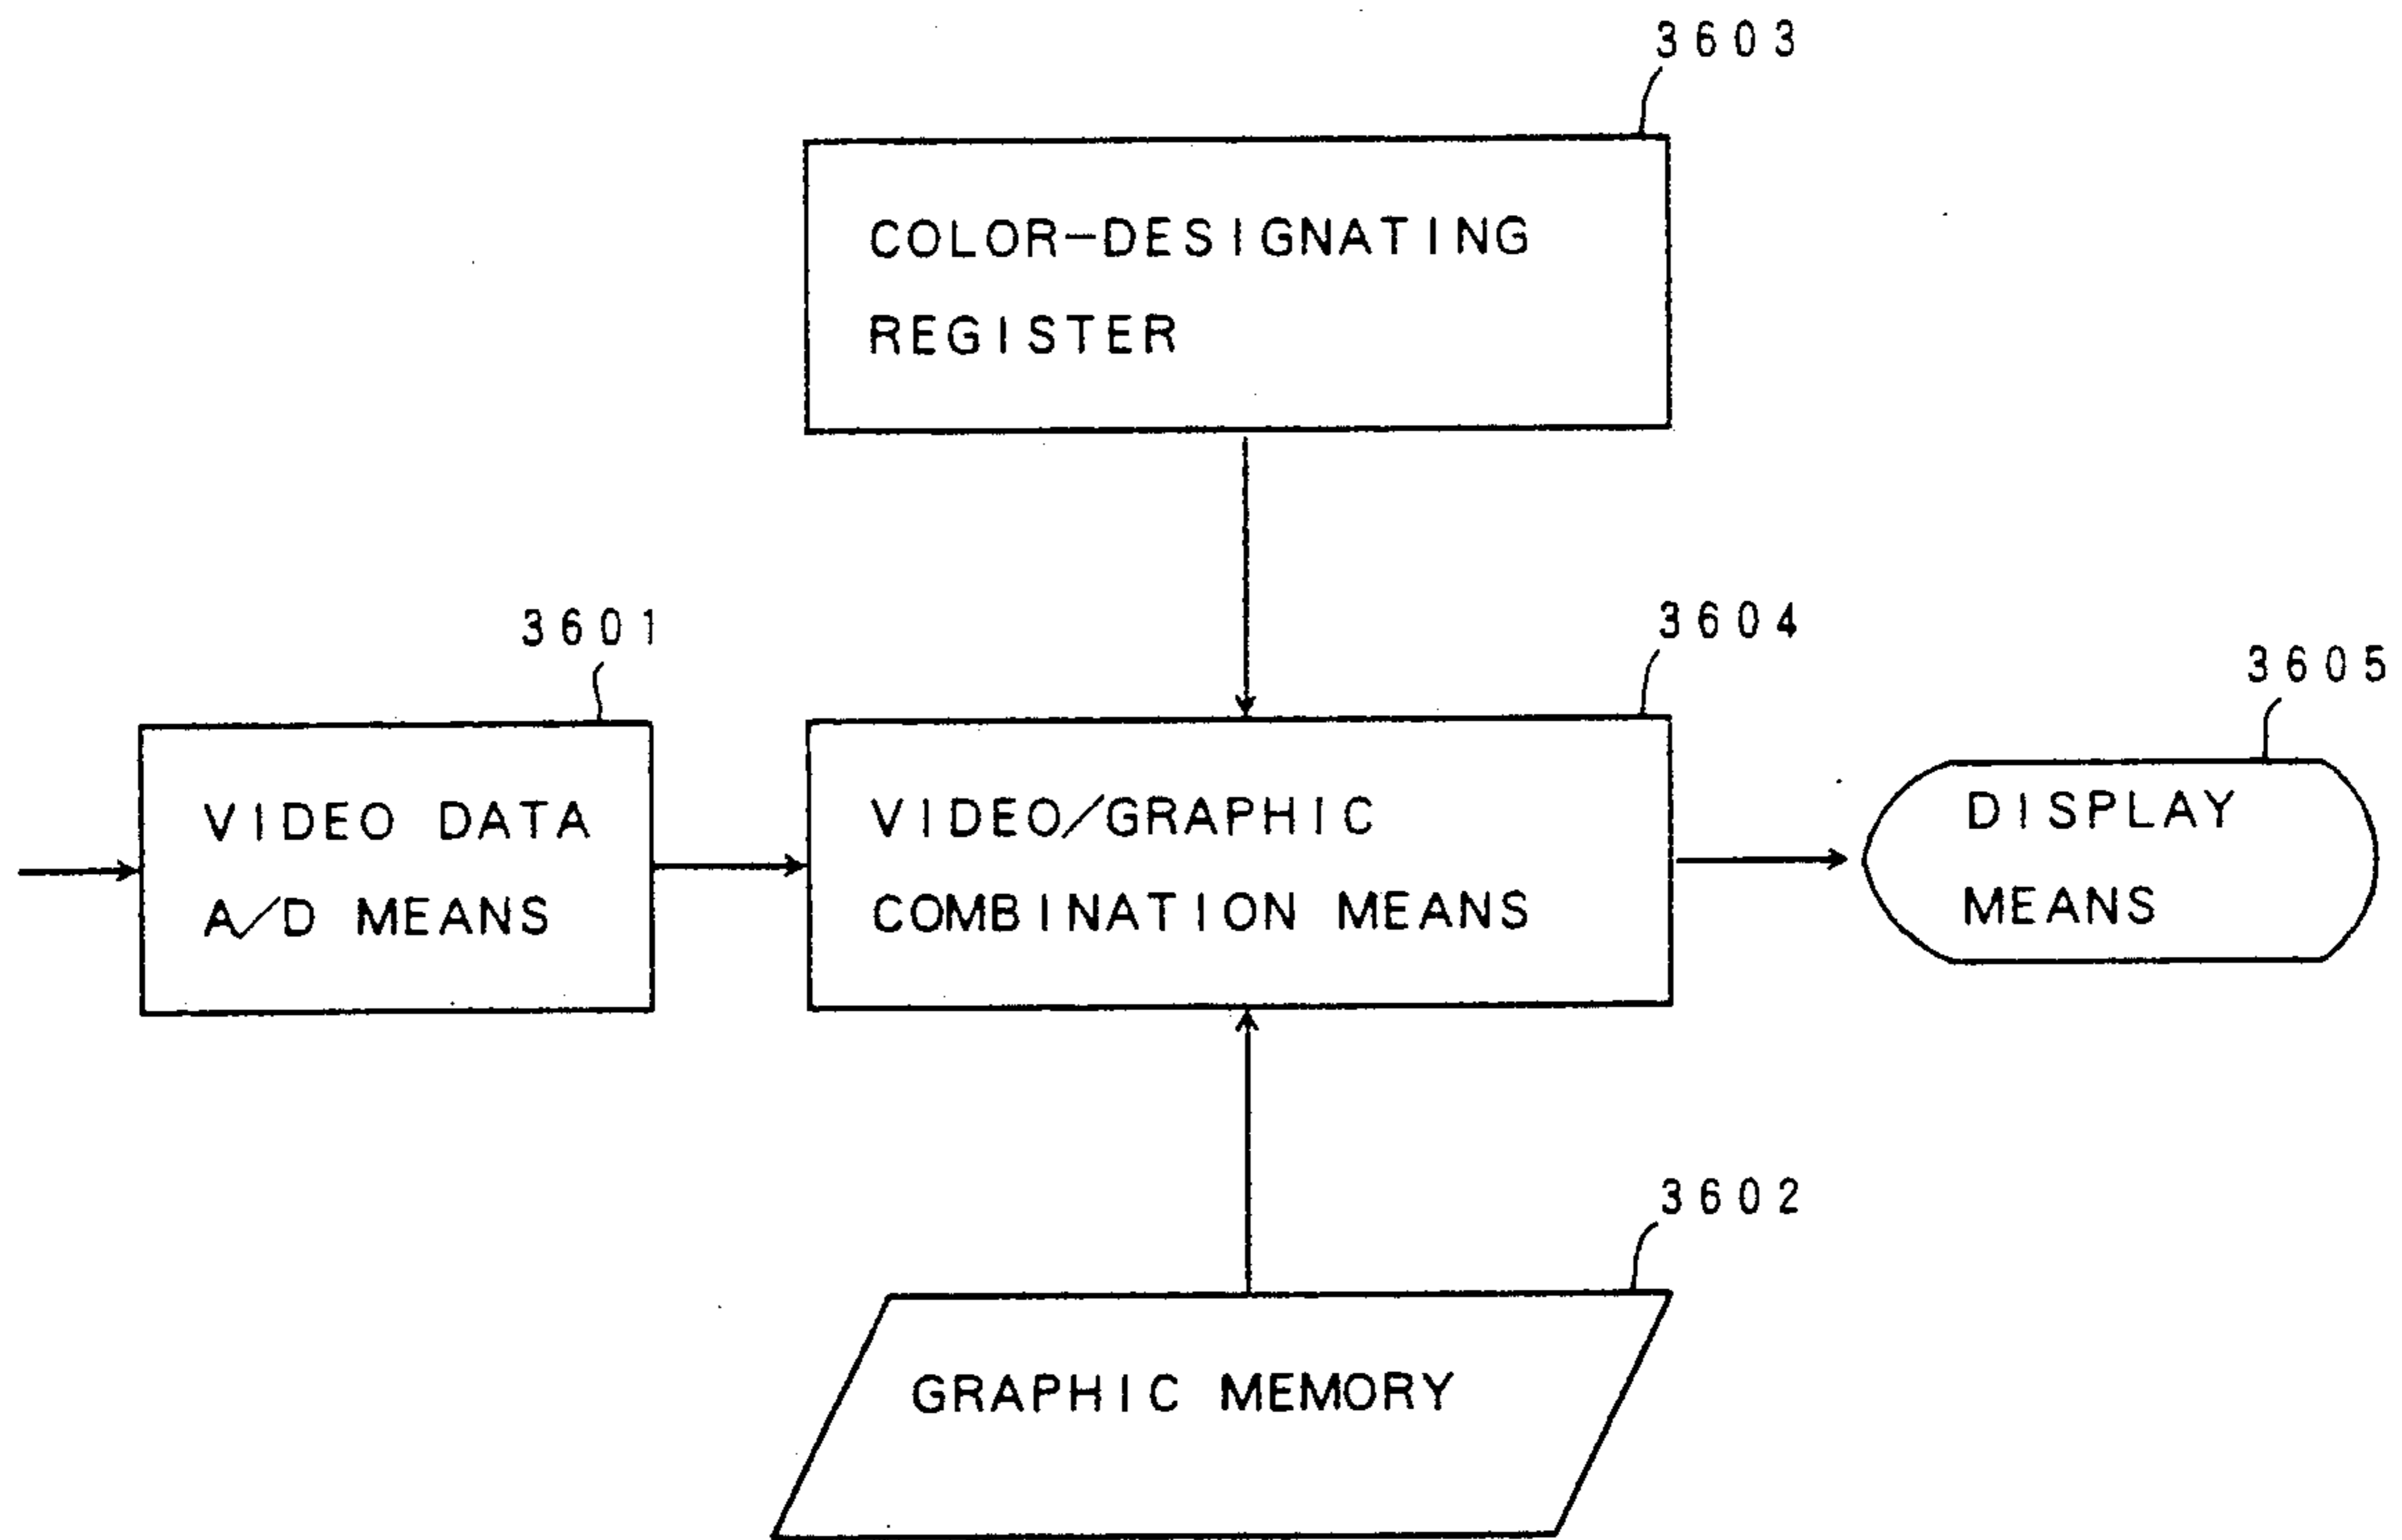 3603
COLOR-DESIGNATING
REGISTER
3601
VIDEO DATA
A/D MEANS
3604
VIDEO/GRAPHIC
COMBINATION MEANS
3605
DISPLAY
MEANS
3602
GRAPHIC MEMORY